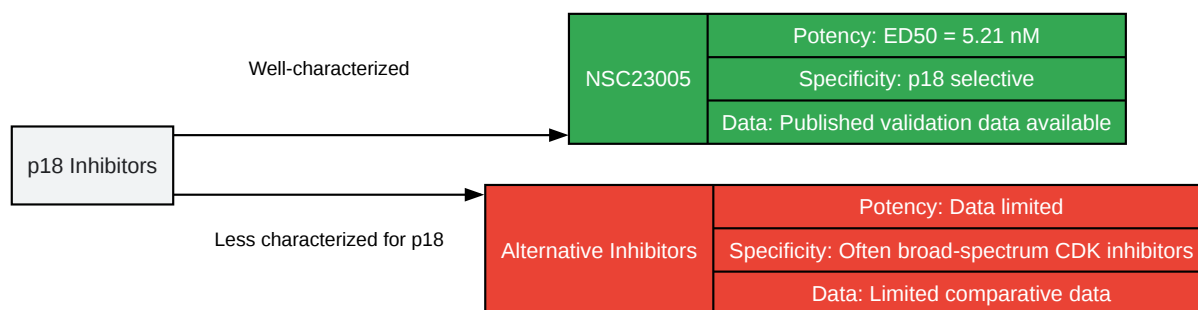 p18 Inhibitors
Well-characterized
NSC23005
Potency: ED50 = 5.21 nM
Specificity: p18 selective
Data: Published validation data available
Less characterized for p18
Alternative Inhibitors
Potency: Data limited
Specificity: Often broad-spectrum CDK inhibitors
Data: Limited comparative data